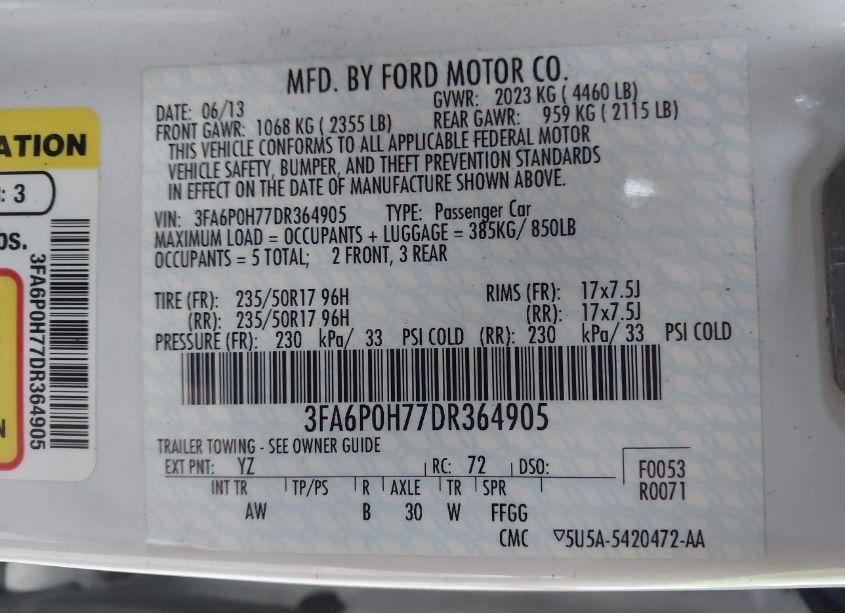 MFD. BY FORD MOTOR CO.
DATE: 06/13 GVWR: 2023 KG ( 4460 LB)
FRONT GAWR: 1068 KG ( 2355 LB) REAR GAWR: 959 KG ( 2115 LB)
THIS VEHICLE CONFORMS TO ALL APPLICABLE FEDERAL MOTOR
VEHICLE SAFETY, BUMPER, AND THEFT PREVENTION STANDARDS
IN EFFECT ON THE DATE OF MANUFACTURE SHOWN ABOVE.
VIN: 3FA6P0H77DR364905 TYPE: Passenger Car
MAXIMUM LOAD = OCCUPANTS + LUGGAGE = 385KG/ 850LB
OCCUPANTS = 5 TOTAL; 2 FRONT, 3 REAR
TIRE (FR): 235/50R17 96H RIMS (FR): 17x7.5J
(RR): 235/50R17 96H (RR): 17x7.5J
PRESSURE (FR): 230 kPa/ 33 PSI COLD (RR): 230 kPa/ 33 PSI COLD
3FA6P0H77DR364905
TRAILER TOWING - SEE OWNER GUIDE
EXT PNT: YZ RC: 72 DSO:
INT TR TP/PS R AXLE TR SPR
AW B 30 W FFGG
F0053
R0071
CMC ▽5U5A-5420472-AA
ATION
: 3
bs.
3FA6P0H77DR364905
N